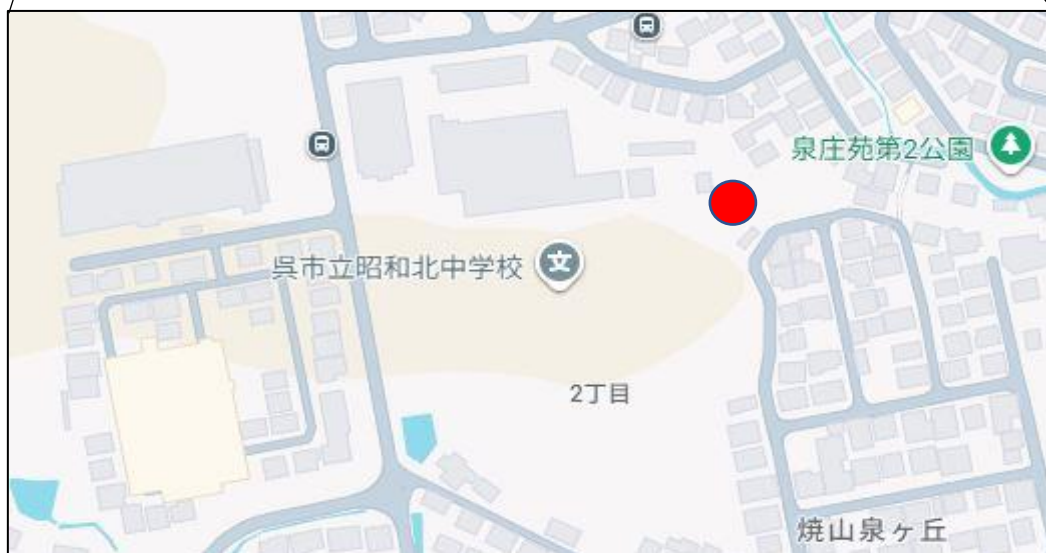 泉庄苑第2公園
呉市立昭和北中学校
文
2丁目
焼山泉ヶ丘